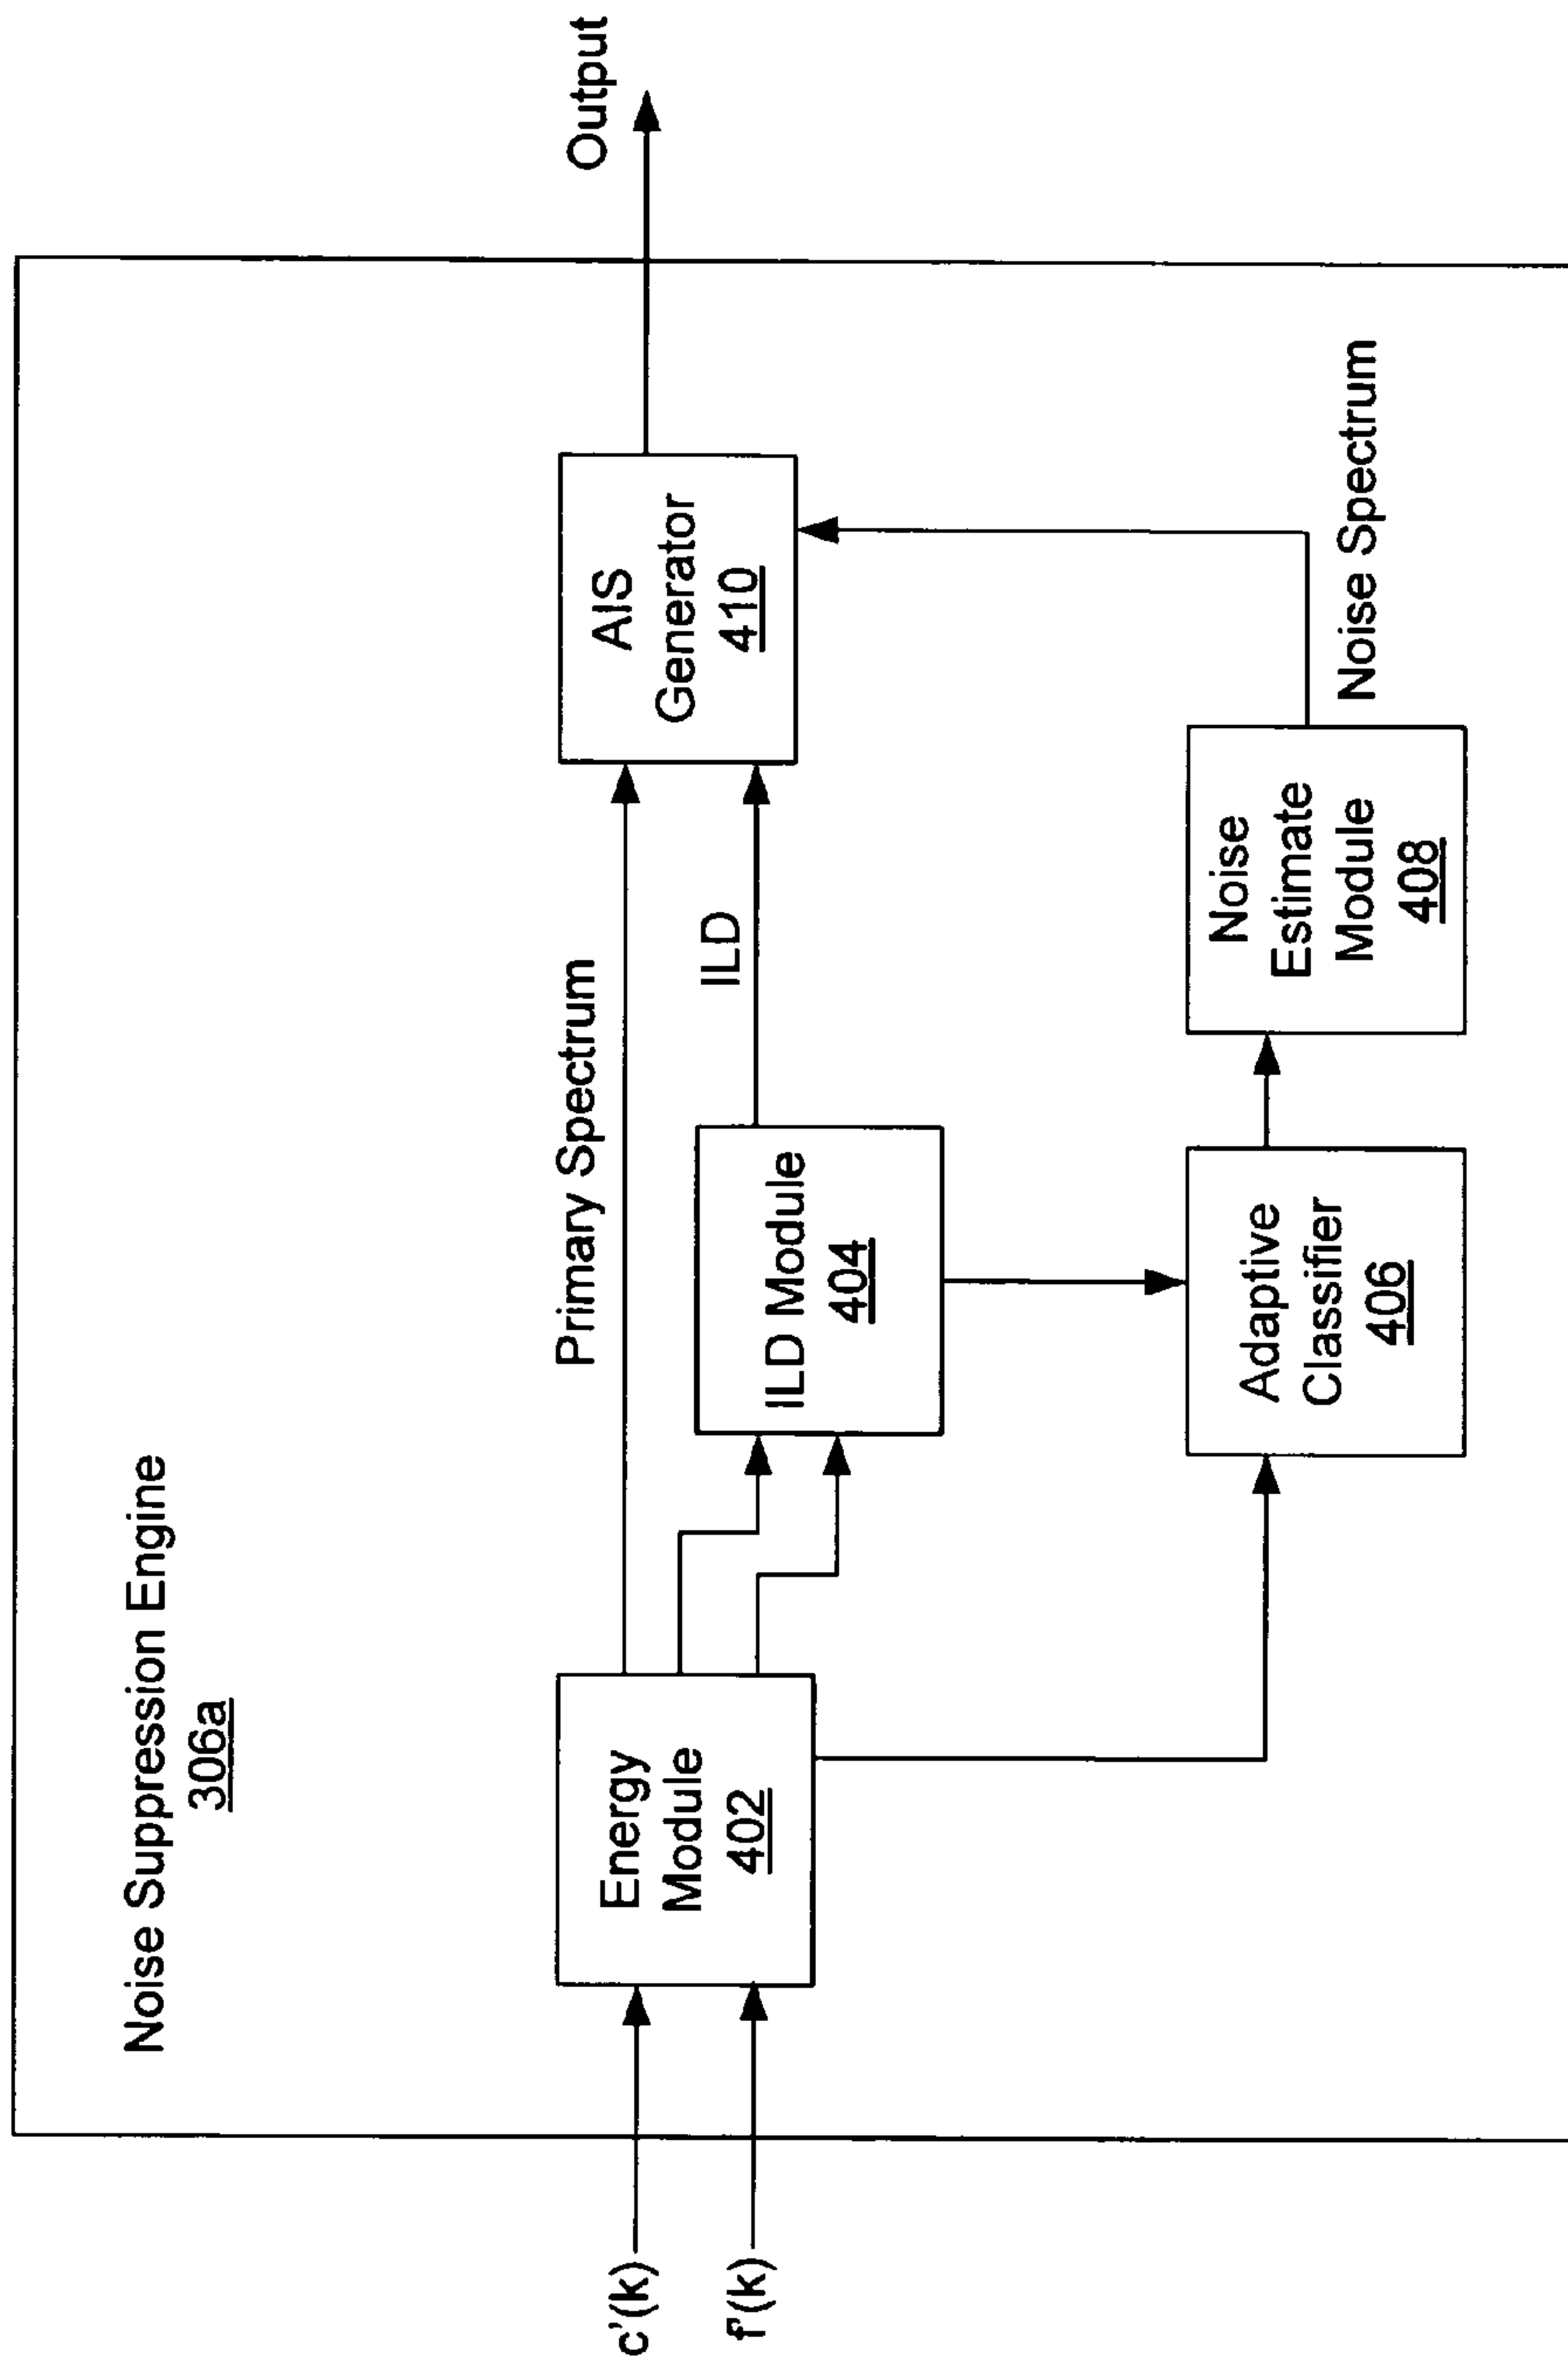 Noise Suppression Engine
306a
c'(k)
f'(k)
Energy
Module
402
Primary Spectrum
ILD Module
404
ILD
AIS
Generator
410
Output
Adaptive
Classifier
406
Noise
Estimate
Module
408
Noise Spectrum